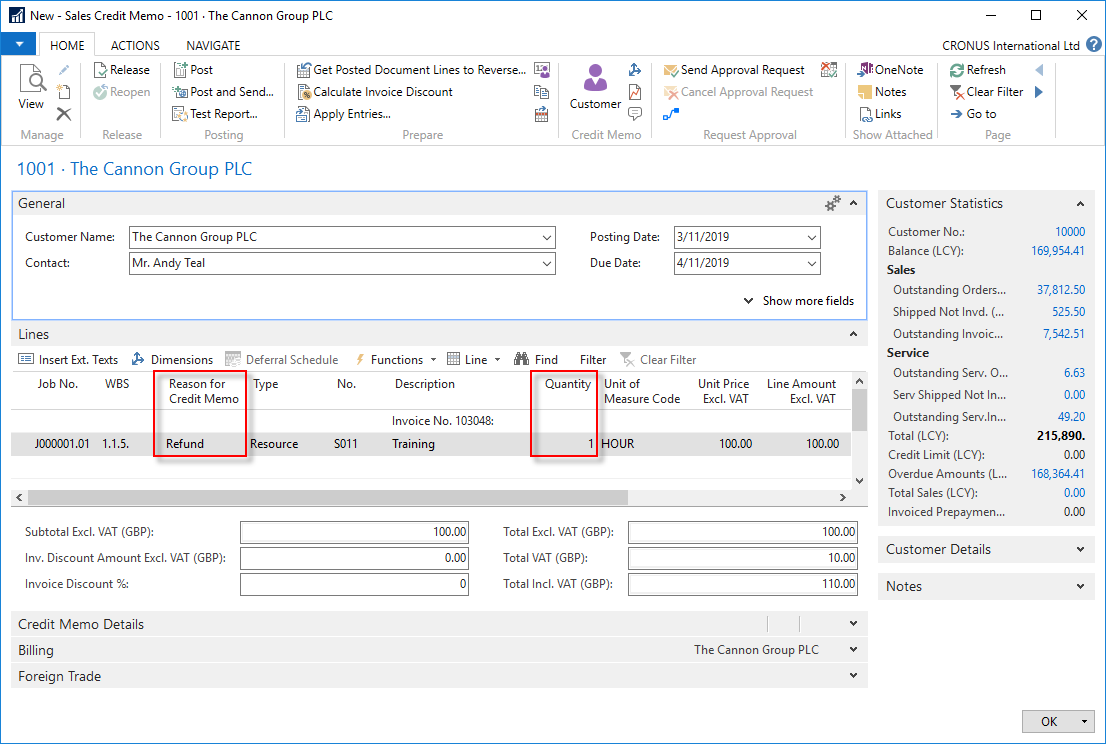 New - Sales Credit Memo - 1001 · The Cannon Group PLC
HOME ACTIONS NAVIGATE CRONUS International Ltd ?
View
Manage
Release
Reopen
Release
Post
Post and Send...
Test Report...
Posting
Get Posted Document Lines to Reverse...
Calculate Invoice Discount
Apply Entries...
Prepare
Customer
Credit Memo
Send Approval Request
Cancel Approval Request
Request Approval
OneNote
Notes
Links
Show Attached
Refresh
Clear Filter
Go to
Page
1001 · The Cannon Group PLC
General
Customer Name: The Cannon Group PLC Posting Date: 3/11/2019
Contact: Mr. Andy Teal Due Date: 4/11/2019
Show more fields
Lines
Insert Ext. Texts Dimensions Deferral Schedule Functions Line Find Filter Clear Filter
Job No. WBS Reason for Credit Memo Type No. Description Quantity Unit of Measure Code Unit Price Excl. VAT Line Amount Excl. VAT
Invoice No. 103048:
J000001.01 1.1.5. Refund Resource S011 Training 1 HOUR 100.00 100.00
Subtotal Excl. VAT (GBP): 100.00 Total Excl. VAT (GBP): 100.00
Inv. Discount Amount Excl. VAT (GBP): 0.00 Total VAT (GBP): 10.00
Invoice Discount %: 0 Total Incl. VAT (GBP): 110.00
Credit Memo Details
Billing The Cannon Group PLC
Foreign Trade
Customer Statistics
Customer No.: 10000
Balance (LCY): 169,954.41
Sales
Outstanding Orders... 37,812.50
Shipped Not Invd. (... 525.50
Outstanding Invoic... 7,542.51
Service
Outstanding Serv. O... 6.63
Serv Shipped Not In... 0.00
Outstanding Serv.In... 49.20
Total (LCY): 215,890.
Credit Limit (LCY): 0.00
Overdue Amounts (L... 168,364.41
Total Sales (LCY): 0.00
Invoiced Prepaymen... 0.00
Customer Details
Notes
OK